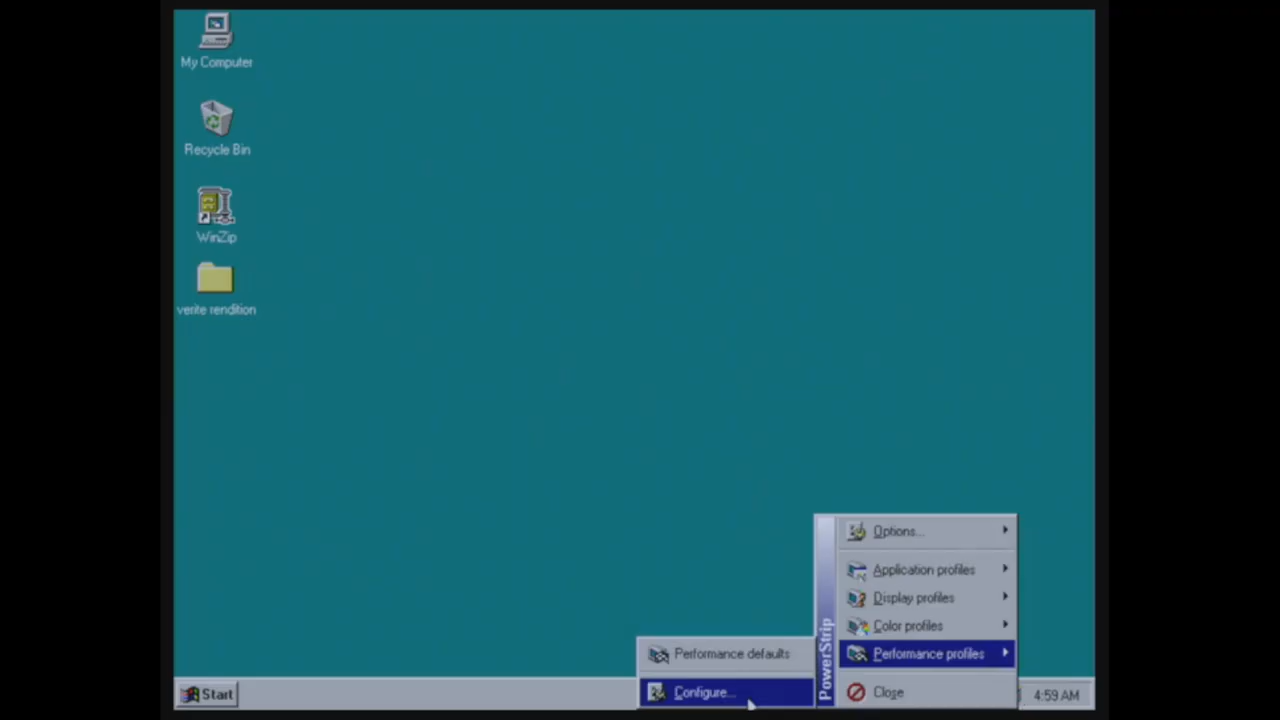 My Computer
Recycle Bin
WinZip
verite rendition
Options...
Application profiles
Display profiles
Color profiles
Performance profiles
Close
PowerStrip
Performance defaults
Configure...
Start
4:59 AM